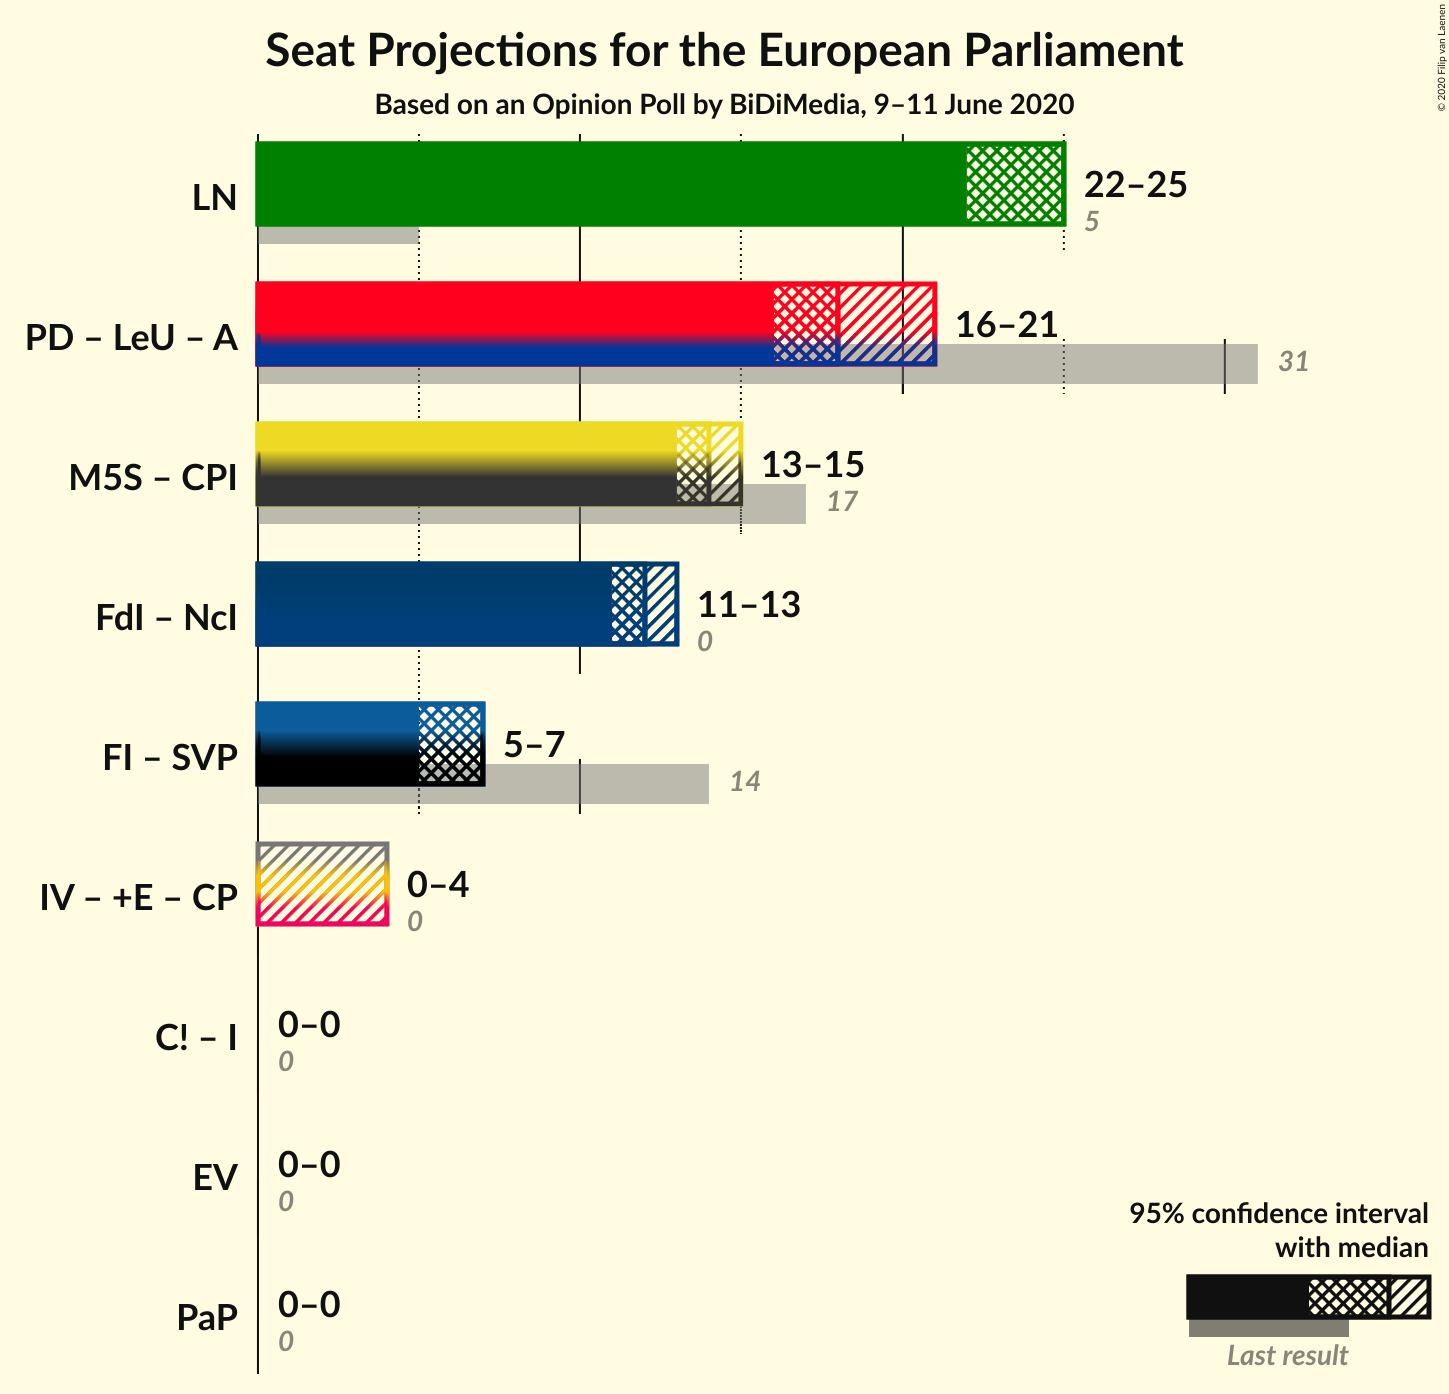 Seat Projections for the European Parliament
Based on an Opinion Poll by BiDiMedia, 9–11 June 2020
© 2020 Filip van Laenen
LN
22–25
5
PD – LeU – A
16–21
31
M5S – CPI
13–15
17
FdI – NcI
11–13
0
FI – SVP
5–7
14
IV – +E – CP
0–4
0
C! – I
0–0
0
EV
0–0
0
PaP
0–0
0
95% confidence interval
with median
Last result